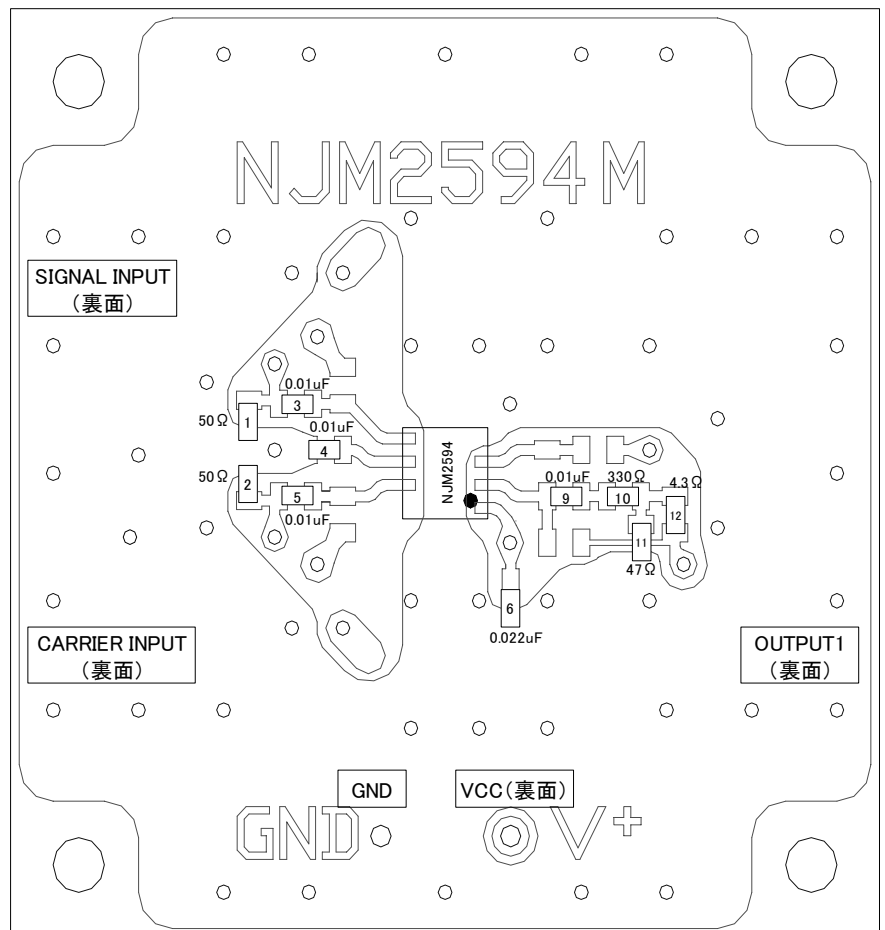 NJM2594M
SIGNAL INPUT
(裏面)
0.01uF
3
50Ω
1
0.01uF
4
50Ω
2
5
0.01uF
NJM2594
0.01uF
9
330Ω
10
4.3Ω
12
11
47Ω
6
0.022uF
CARRIER INPUT
(裏面)
OUTPUT1
(裏面)
GND
VCC(裏面)
GND
V+